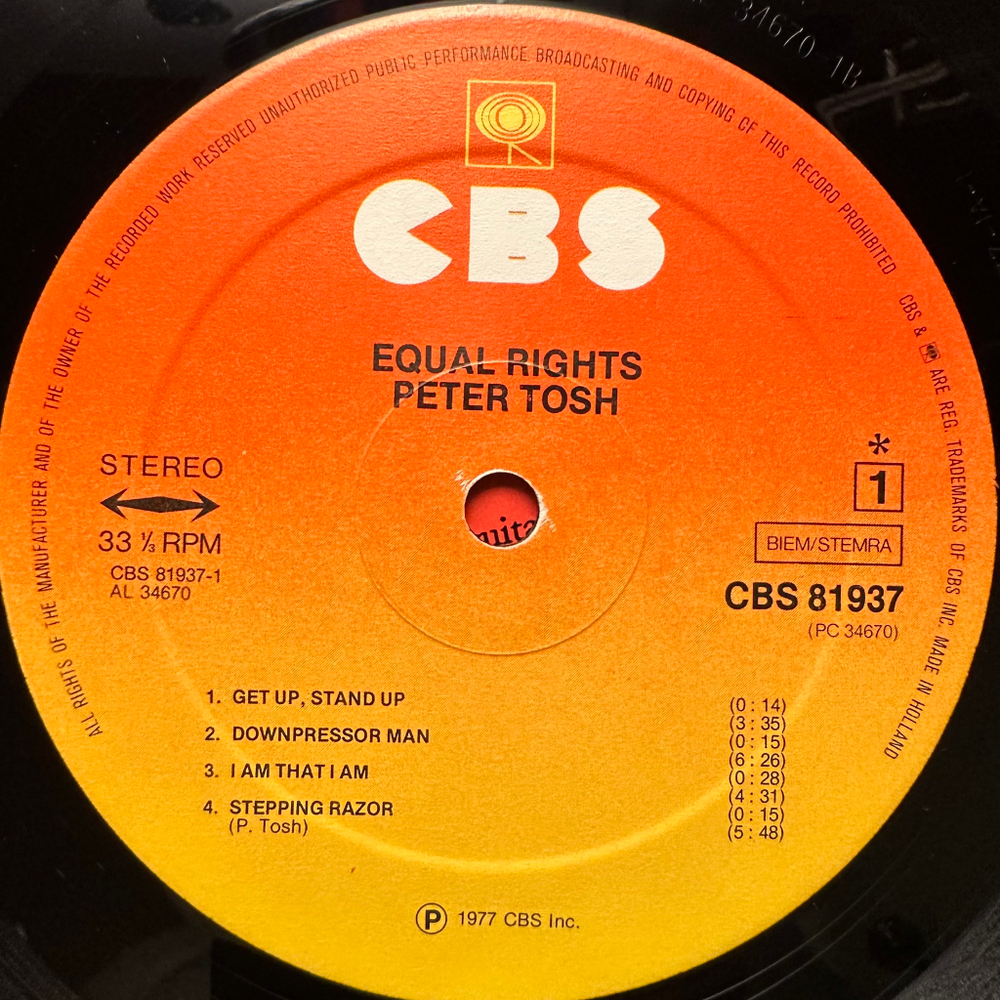 34670 1B
ALL RIGHTS OF THE MANUFACTURER AND OF THE OWNER OF THE RECORDED WORK RESERVED UNAUTHORIZED PUBLIC PERFORMANCE BROADCASTING AND COPYING OF THIS RECORD PROHIBITED CBS & ARE REG. TRADEMARKS OF CBS INC. MADE IN HOLLAND
CBS
EQUAL RIGHTS
PETER TOSH
STEREO
33 ⅓ RPM
CBS 81937-1
AL 34670
*
1
BIEM/STEMRA
CBS 81937
(PC 34670)
1. GET UP, STAND UP (0 : 14)
(3 : 35)
2. DOWNPRESSOR MAN (0 : 15)
(6 : 26)
3. I AM THAT I AM (0 : 28)
(4 : 31)
4. STEPPING RAZOR (0 : 15)
(P. Tosh) (5 : 48)
Ⓟ 1977 CBS Inc.